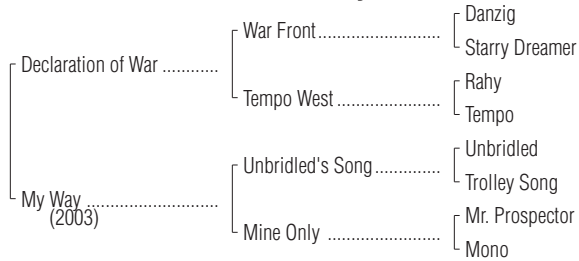 Danzig
War Front....................
Starry Dreamer
Declaration of War ............
Rahy
Tempo West ..................
Tempo
Unbridled
Unbridled's Song..............
Trolley Song
My Way ..........................
(2003)
Mr. Prospector
Mine Only ....................
Mono